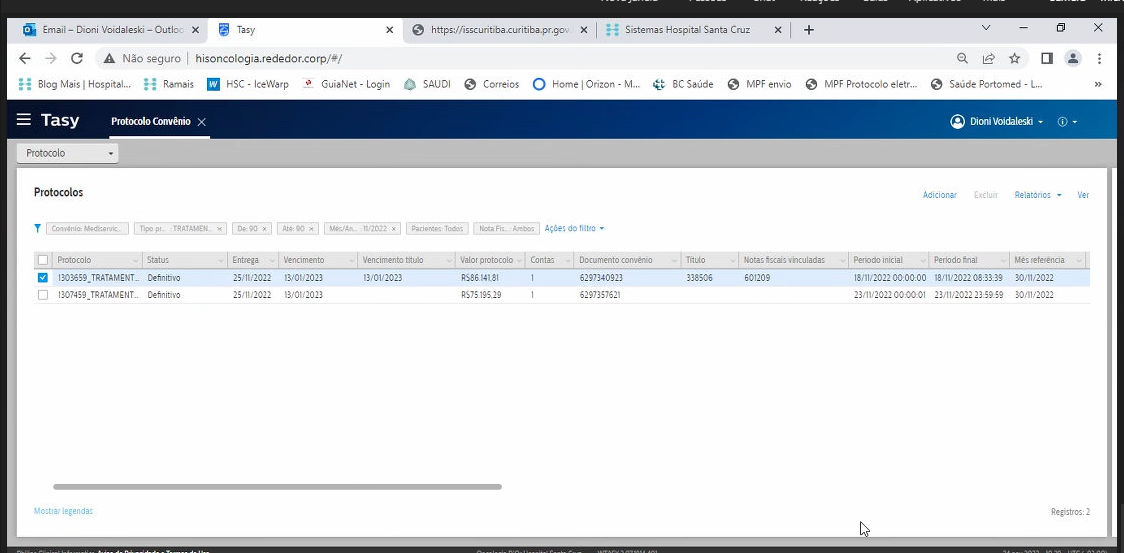 Email – Dioni Voidaleski – Outlo
Tasy
https://isscuritiba.curitiba.pr.gov.
Sistemas Hospital Santa Cruz
Não seguro
hisoncologia.rededor.corp/#/
Blog Mais | Hospital...
Ramais
HSC - IceWarp
GuiaNet - Login
SAUDI
Correios
Home | Orizon - M...
BC Saúde
MPF envio
MPF Protocolo eletr...
Saúde Portomed - L...
Tasy
Protocolo Convênio
Dioni Voidaleski
Protocolo
Protocolos
Adicionar
Excluir
Relatórios
Ver
Convênio: Mediservic...
Tipo pr... : TRATAMEN... ×
De: 90 ×
Até: 90 ×
Mês/An... : 11/2022 ×
Pacientes: Todos
Nota Fis... : Ambos
Ações do filtro
Protocolo Status Entrega Vencimento Vencimento título Valor protocolo Contas Documento convênio Título Notas fiscais vinculadas Período inicial Período final Mês referência
1303659_TRATAMENT... Definitivo 25/11/2022 13/01/2023 13/01/2023 R$86.141,81 1 6297340923 338506 601209 18/11/2022 00:00:00 18/11/2022 08:33:39 30/11/2022
1307459_TRATAMENT... Definitivo 25/11/2022 13/01/2023 R$75.195,29 1 6297357621 23/11/2022 00:00:01 23/11/2022 23:59:59 30/11/2022
Mostrar legendas
Registros: 2